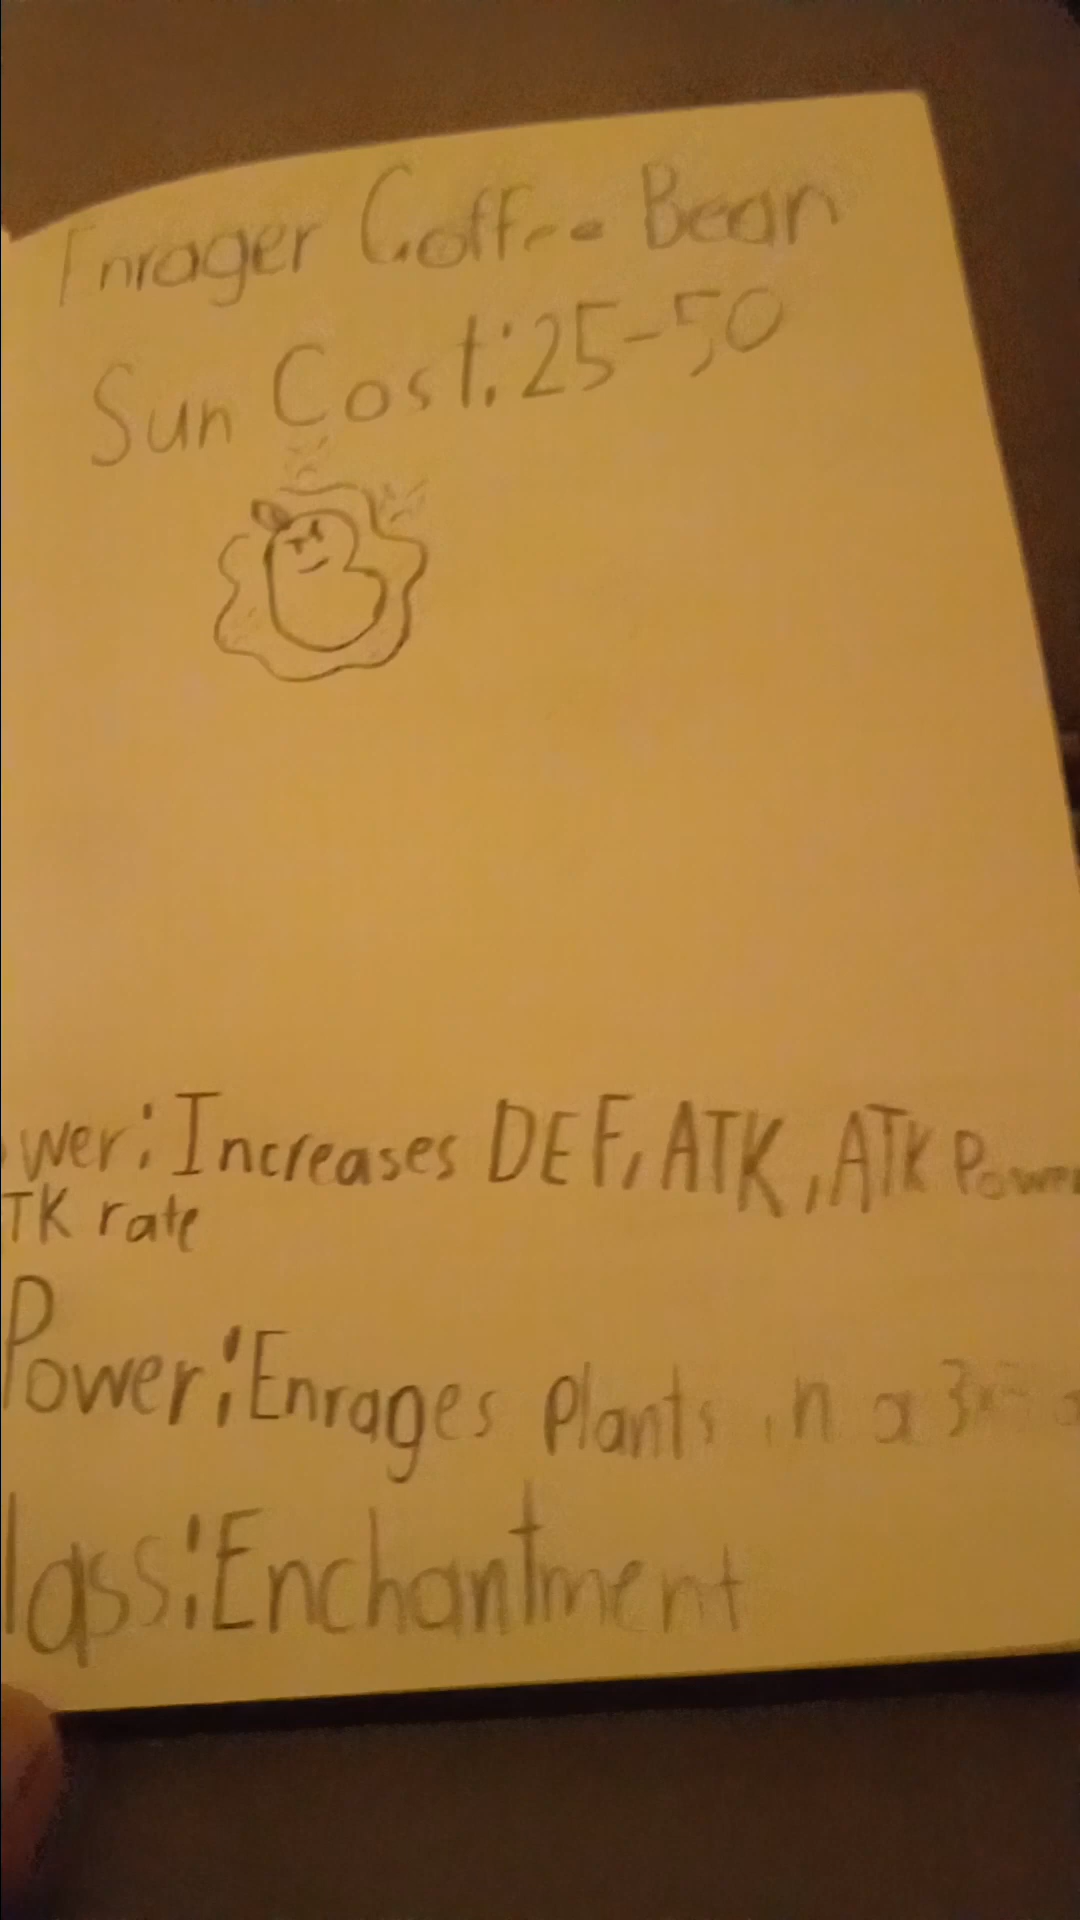 Enrager Coffee Bean
Sun Cost: 25-50
wer: Increases DEF, ATK, ATK Power
TK rate
Power: Enrages Plants in a
lass: Enchantment